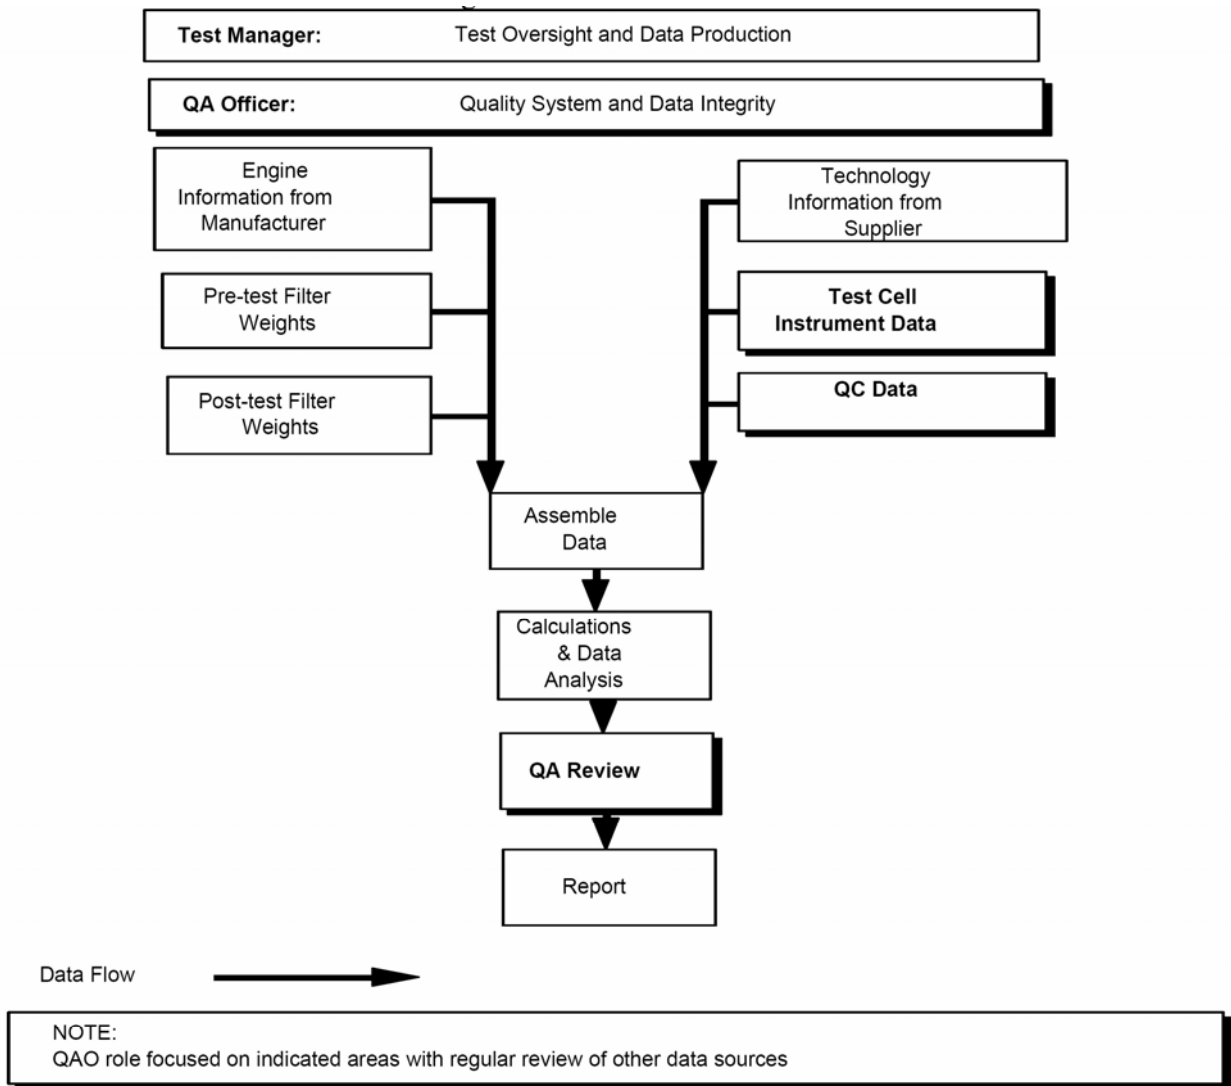 Test Manager: Test Oversight and Data Production
QA Officer: Quality System and Data Integrity
Engine
Information from
Manufacturer
Technology
Information from
Supplier
Pre-test Filter
Weights
Test Cell
Instrument Data
Post-test Filter
Weights
QC Data
Assemble
Data
Calculations
& Data
Analysis
QA Review
Report
Data Flow
NOTE:
QAO role focused on indicated areas with regular review of other data sources